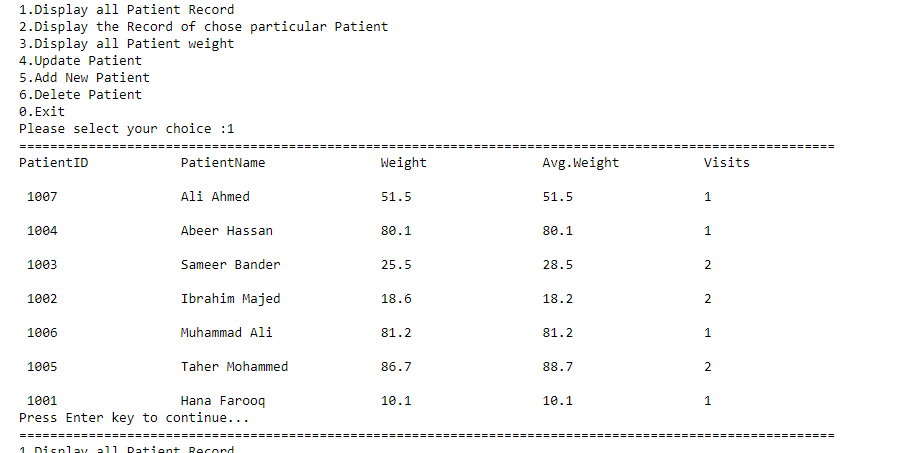 1.Display all Patient Record
2.Display the Record of chose particular Patient
3.Display all Patient weight
4.Update Patient
5.Add New Patient
6.Delete Patient
0.Exit
Please select your choice :1
==========================================================================================================
PatientID PatientName Weight Avg.Weight Visits
1007 Ali Ahmed 51.5 51.5 1
1004 Abeer Hassan 80.1 80.1 1
1003 Sameer Bander 25.5 28.5 2
1002 Ibrahim Majed 18.6 18.2 2
1006 Muhammad Ali 81.2 81.2 1
1005 Taher Mohammed 86.7 88.7 2
1001 Hana Farooq 10.1 10.1 1
Press Enter key to continue...
==========================================================================================================
1.Display all Patient Record